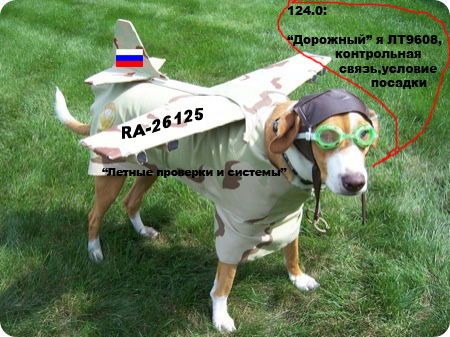 124.0:
“Дорожный” я ЛТ9608,
контрольная
связь,условие
посадки
RA-26125
“Летные проверки и системы”